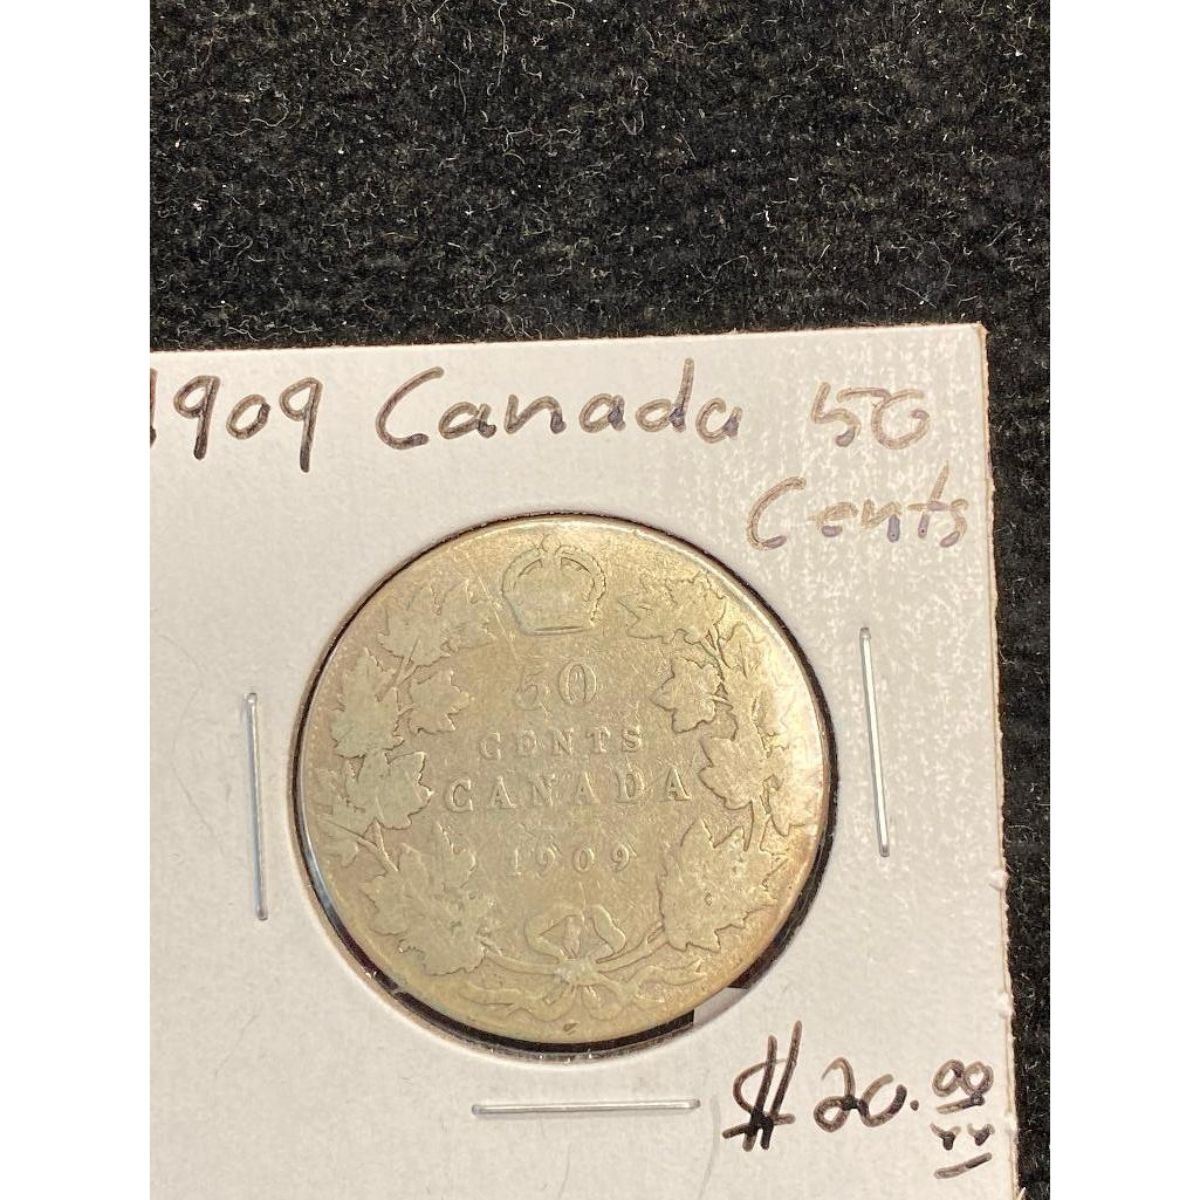 1909 Canada 50
Cents
50
CENTS
CANADA
1909
$20.00